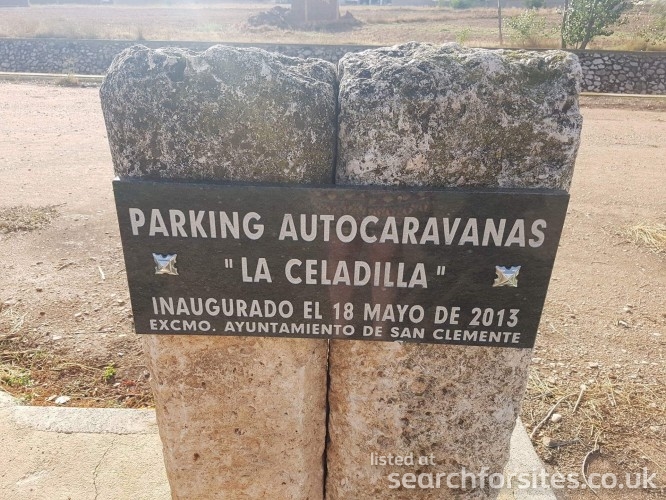 PARKING AUTOCARAVANAS
"LA CELADILLA"
INAUGURADO EL 18 MAYO DE 2013
EXCMO. AYUNTAMIENTO DE SAN CLEMENTE
listed at
searchforsites.co.uk